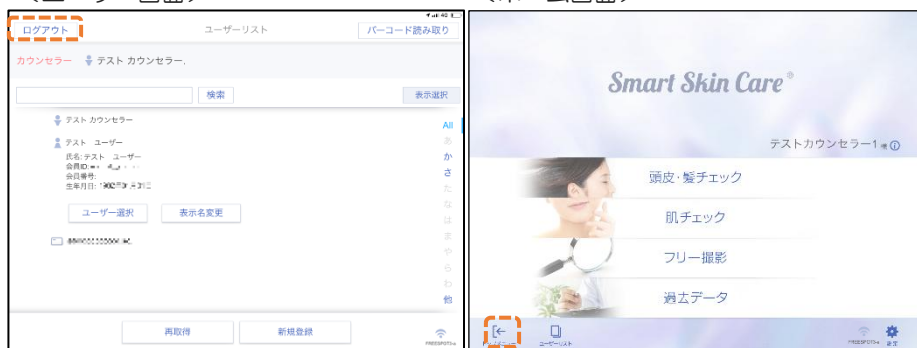 ログアウト
ユーザーリスト
バーコード読み取り
カウンセラー テスト カウンセラー.
検索
表示選択
テスト カウンセラー
テスト ユーザー
氏名:テスト ユーザー
会員ID:
会員番号:
生年月日:
ユーザー選択
表示名変更
All
あ
か
さ
た
な
は
ま
や
ら
わ
他
再取得
新規登録
FREESPOT5
Smart Skin Care®
テストカウンセラー1
頭皮・髪チェック
肌チェック
フリー撮影
過去データ
ユーザーリスト
設定